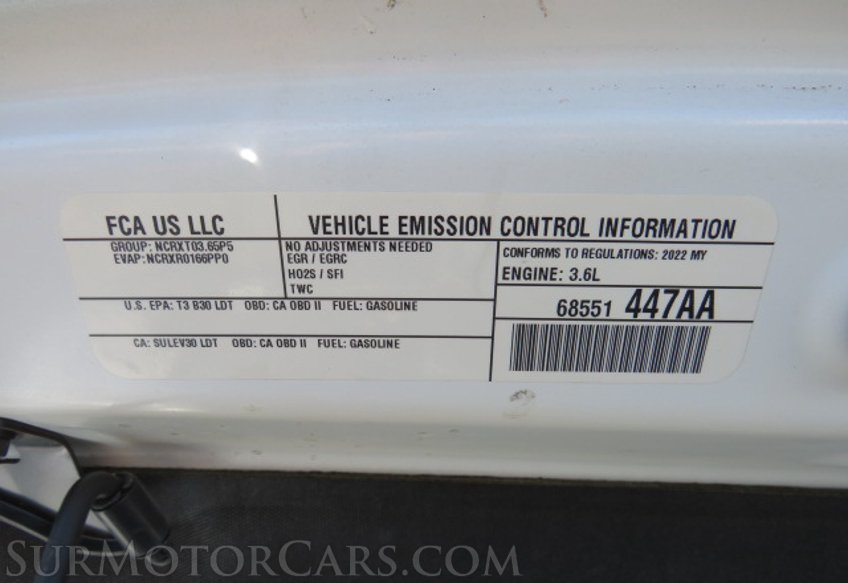 FCA US LLC
VEHICLE EMISSION CONTROL INFORMATION
GROUP: NCRXT03.65P5
EVAP: NCRXR0166PP0
NO ADJUSTMENTS NEEDED
EGR / EGRC
HO2S / SFI
TWC
CONFORMS TO REGULATIONS: 2022 MY
ENGINE: 3.6L
U.S. EPA: T3 B30 LDT OBD: CA OBD II FUEL: GASOLINE
68551 447AA
CA: SULEV30 LDT OBD: CA OBD II FUEL: GASOLINE
SURMOTORCARS.COM